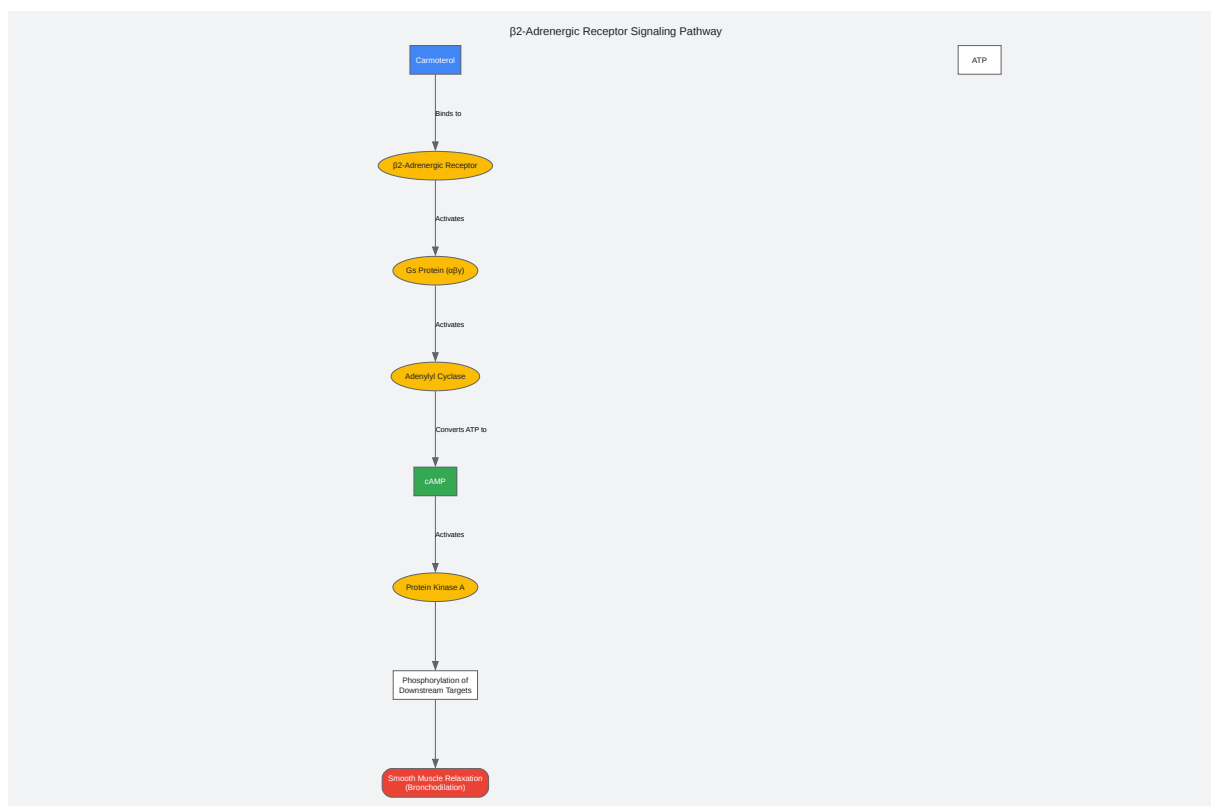 β2-Adrenergic Receptor Signaling Pathway
Carmoterol
ATP
Binds to
β2-Adrenergic Receptor
Activates
Gs Protein (αβγ)
Activates
Adenylyl Cyclase
Converts ATP to
cAMP
Activates
Protein Kinase A
Phosphorylation of
Downstream Targets
Smooth Muscle Relaxation
(Bronchodilation)